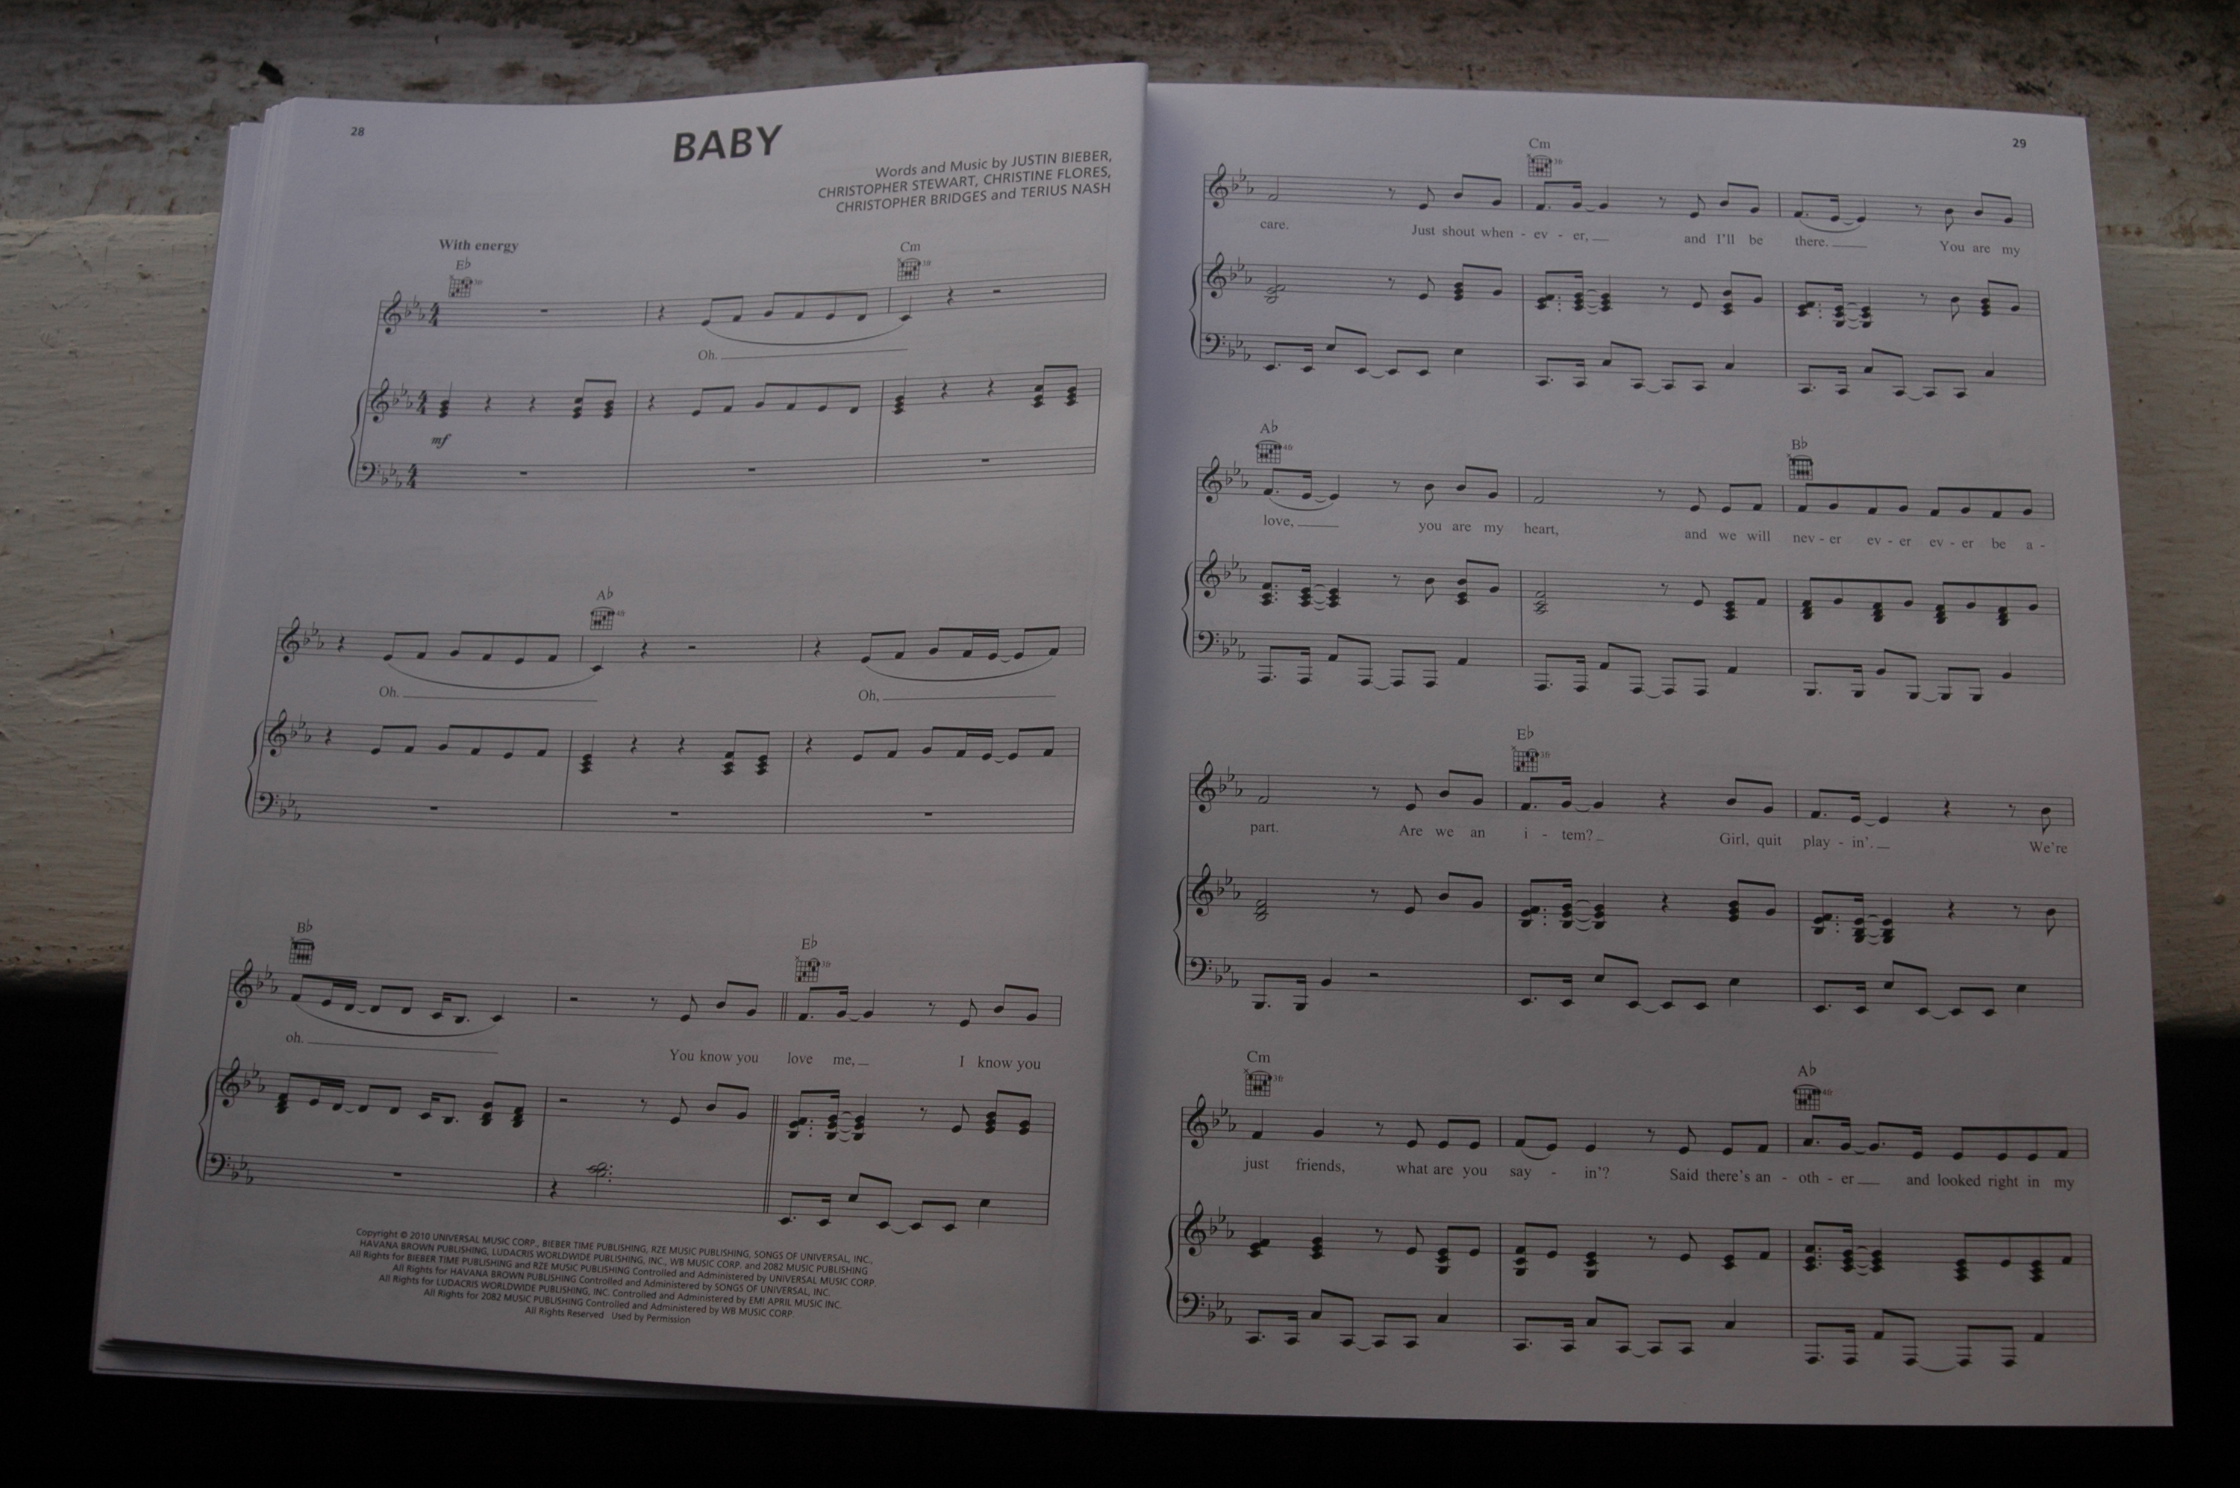 28
BABY
Words and Music by JUSTIN BIEBER,
CHRISTOPHER STEWART, CHRISTINE FLORES,
CHRISTOPHER BRIDGES and TERIUS NASH
With energy
E♭ Cm
3fr 3fr
Oh.
mf
A♭
4fr
Oh. Oh,
B♭ E♭
3fr
oh. You know you love me, I know you
Copyright © 2010 UNIVERSAL MUSIC CORP., BIEBER TIME PUBLISHING, RZE MUSIC PUBLISHING, SONGS OF UNIVERSAL, INC.,
HAVANA BROWN PUBLISHING, LUDACRIS WORLDWIDE PUBLISHING, INC., WB MUSIC CORP. and 2082 MUSIC PUBLISHING
All Rights for BIEBER TIME PUBLISHING and RZE MUSIC PUBLISHING Controlled and Administered by UNIVERSAL MUSIC CORP.
All Rights for HAVANA BROWN PUBLISHING Controlled and Administered by SONGS OF UNIVERSAL, INC.
All Rights for LUDACRIS WORLDWIDE PUBLISHING, INC. Controlled and Administered by EMI APRIL MUSIC INC.
All Rights for 2082 MUSIC PUBLISHING Controlled and Administered by WB MUSIC CORP.
All Rights Reserved Used by Permission
29
Cm
3fr
care. Just shout when - ev - er, and I'll be there. You are my
A♭ B♭
4fr
love, you are my heart, and we will nev - er ev - er ev - er be a -
E♭
3fr
part. Are we an i - tem? Girl, quit play - in'. We're
Cm A♭
3fr 4fr
just friends, what are you say - in'? Said there's an - oth - er and looked right in my